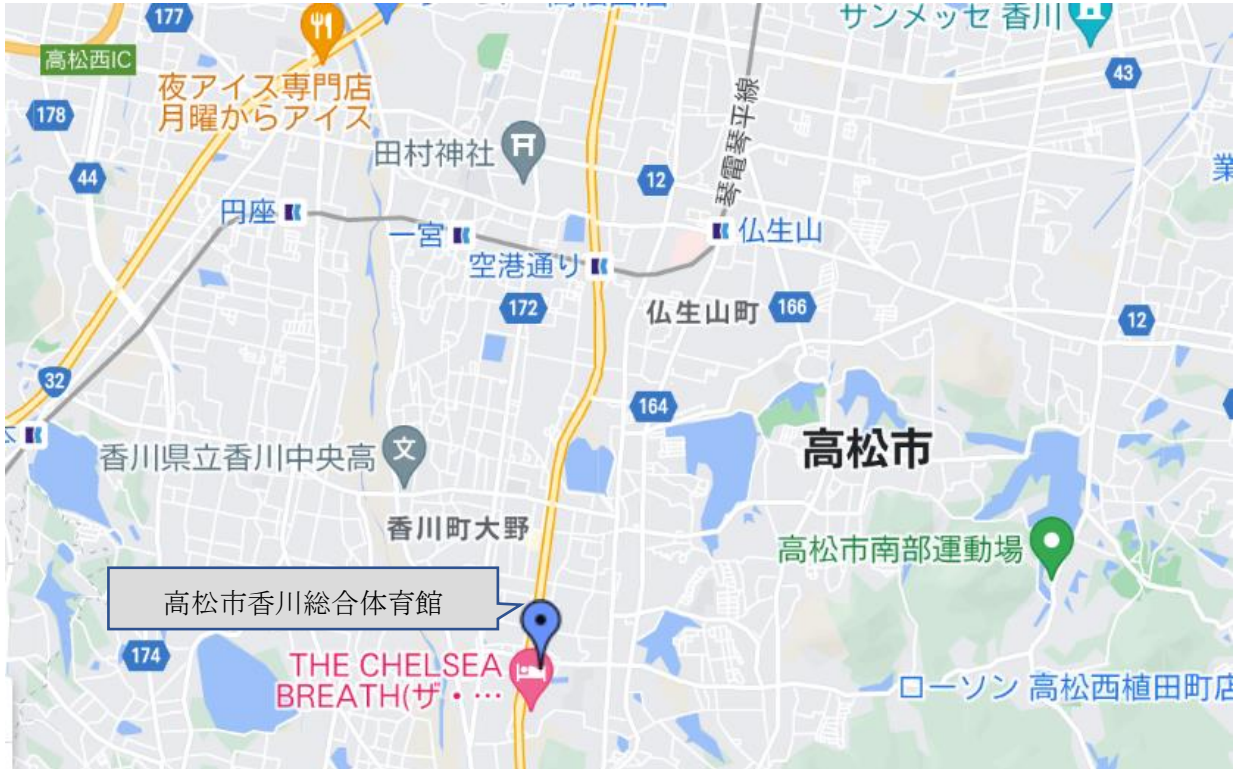 177
サンメッセ 香川
高松西IC
43
夜アイス専門店
月曜からアイス
178
田村神社
琴電琴平線
12
44
業
円座
一宮
仏生山
空港通り
172
仏生山町
166
12
32
164
香川県立香川中央高
高松市
香川町大野
高松市南部運動場
高松市香川総合体育館
174
THE CHELSEA
BREATH(ザ・…
ローソン 高松西植田町店